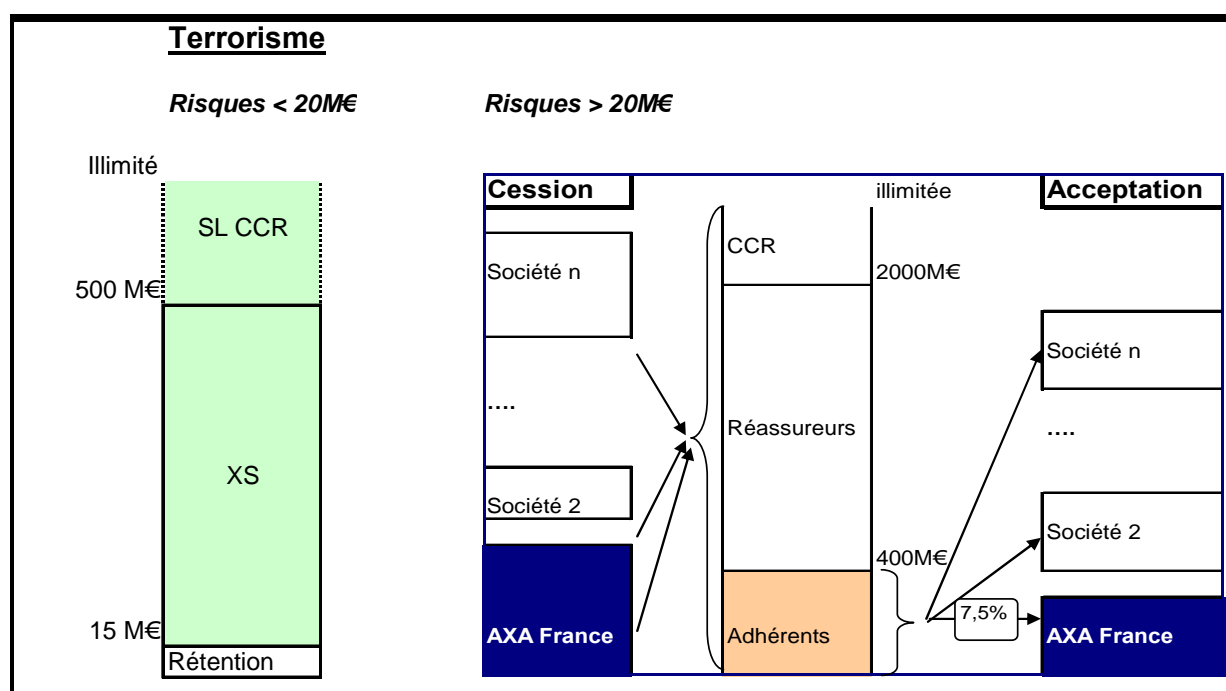 Terrorisme
Risques < 20M€
Risques > 20M€
Illimité
SL CCR
500 M€
XS
15 M€
Rétention
Cession
Société n
....
Société 2
AXA France
illimitée
CCR
2000M€
Réassureurs
400M€
Adhérents
7,5%
Acceptation
Société n
....
Société 2
AXA France